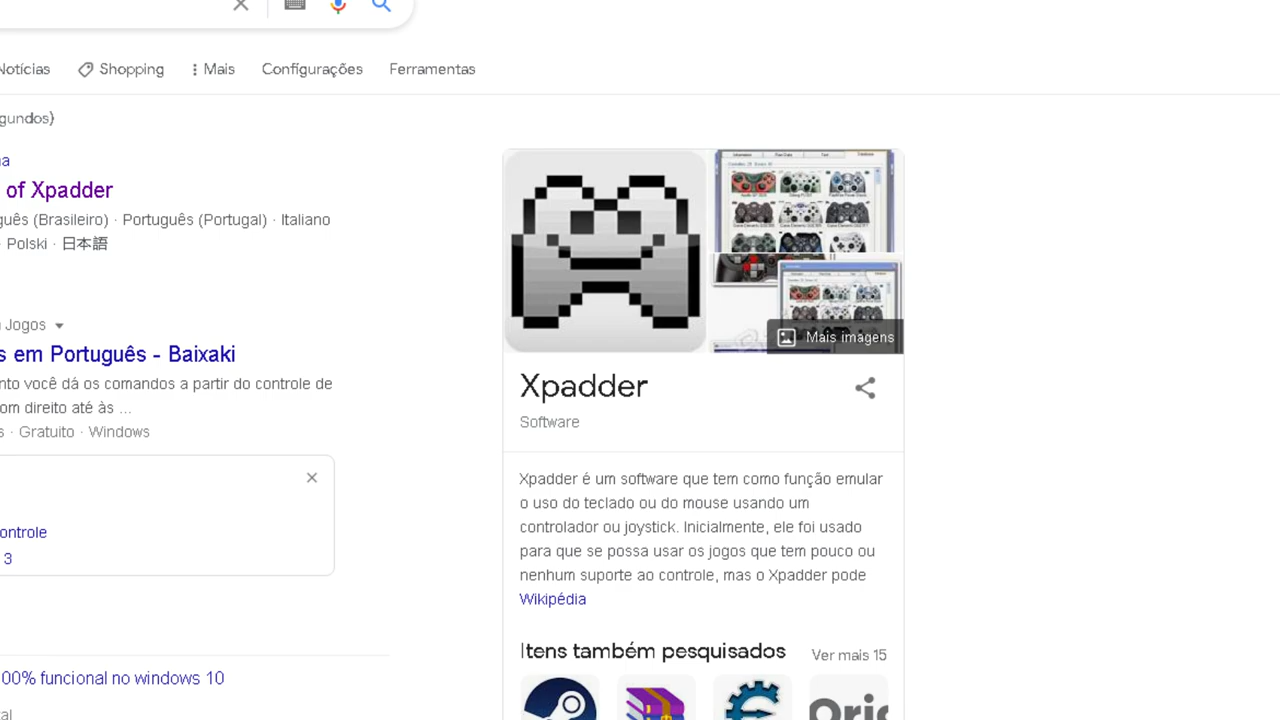 Notícias Shopping Mais Configurações Ferramentas
gundos)
a
of Xpadder
guês (Brasileiro) · Português (Portugal) · Italiano
· Polski · 日本語
Jogos
s em Português - Baixaki
nto você dá os comandos a partir do controle de
om direito até às ...
s · Gratuito · Windows
ontrole
3
00% funcional no windows 10
al
Mais imagens
Xpadder
Software
Xpadder é um software que tem como função emular
o uso do teclado ou do mouse usando um
controlador ou joystick. Inicialmente, ele foi usado
para que se possa usar os jogos que tem pouco ou
nenhum suporte ao controle, mas o Xpadder pode
Wikipédia
Itens também pesquisados Ver mais 15